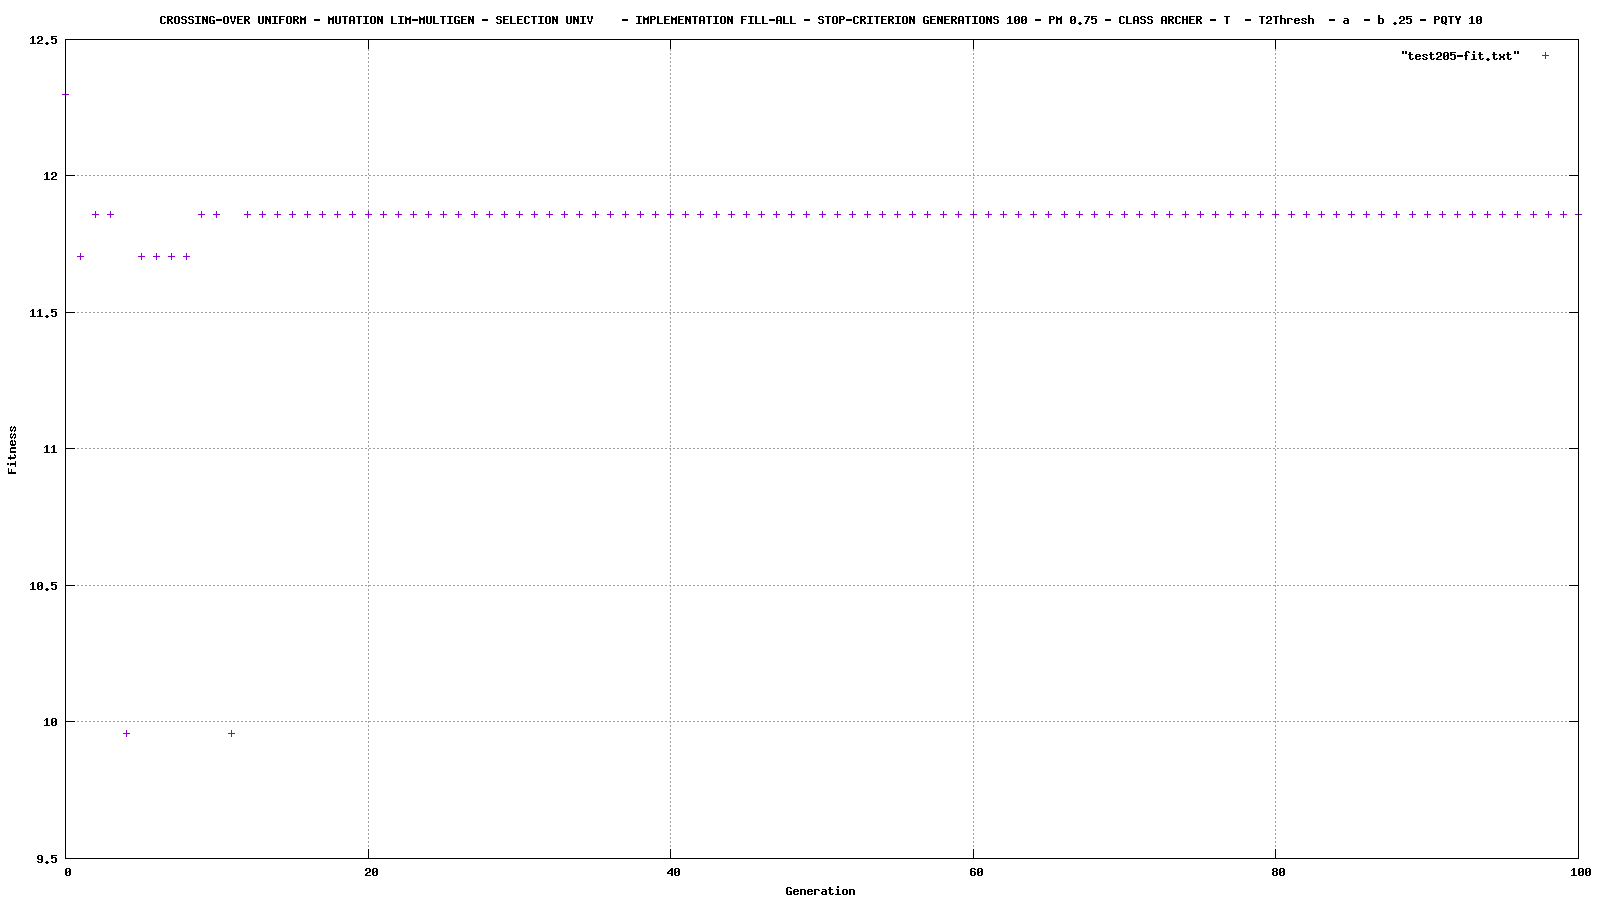 CROSSING-OVER UNIFORM - MUTATION LIM-MULTIGEN - SELECTION UNIV    - IMPLEMENTATION FILL-ALL - STOP-CRITERION GENERATIONS 100 - PM 0.75 - CLASS ARCHER - T  - T2Thresh  - a  - b .25 - PQTY 10
"test205-fit.txt"
12.5
12
11.5
11
10.5
10
9.5
Fitness
0 20 40 60 80 100
Generation